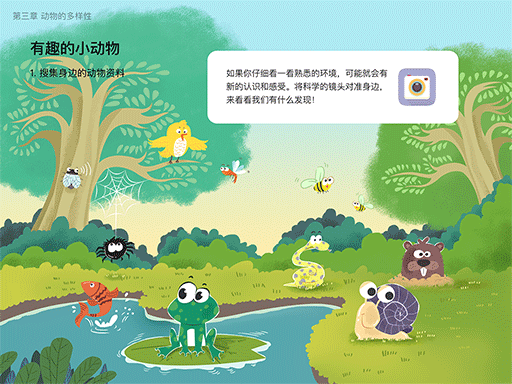 第三章 动物的多样性
有趣的小动物
1. 搜集身边的动物资料
如果你仔细看一看熟悉的环境，可能就会有
新的认识和感受。将科学的镜头对准身边，
来看看我们有什么发现！